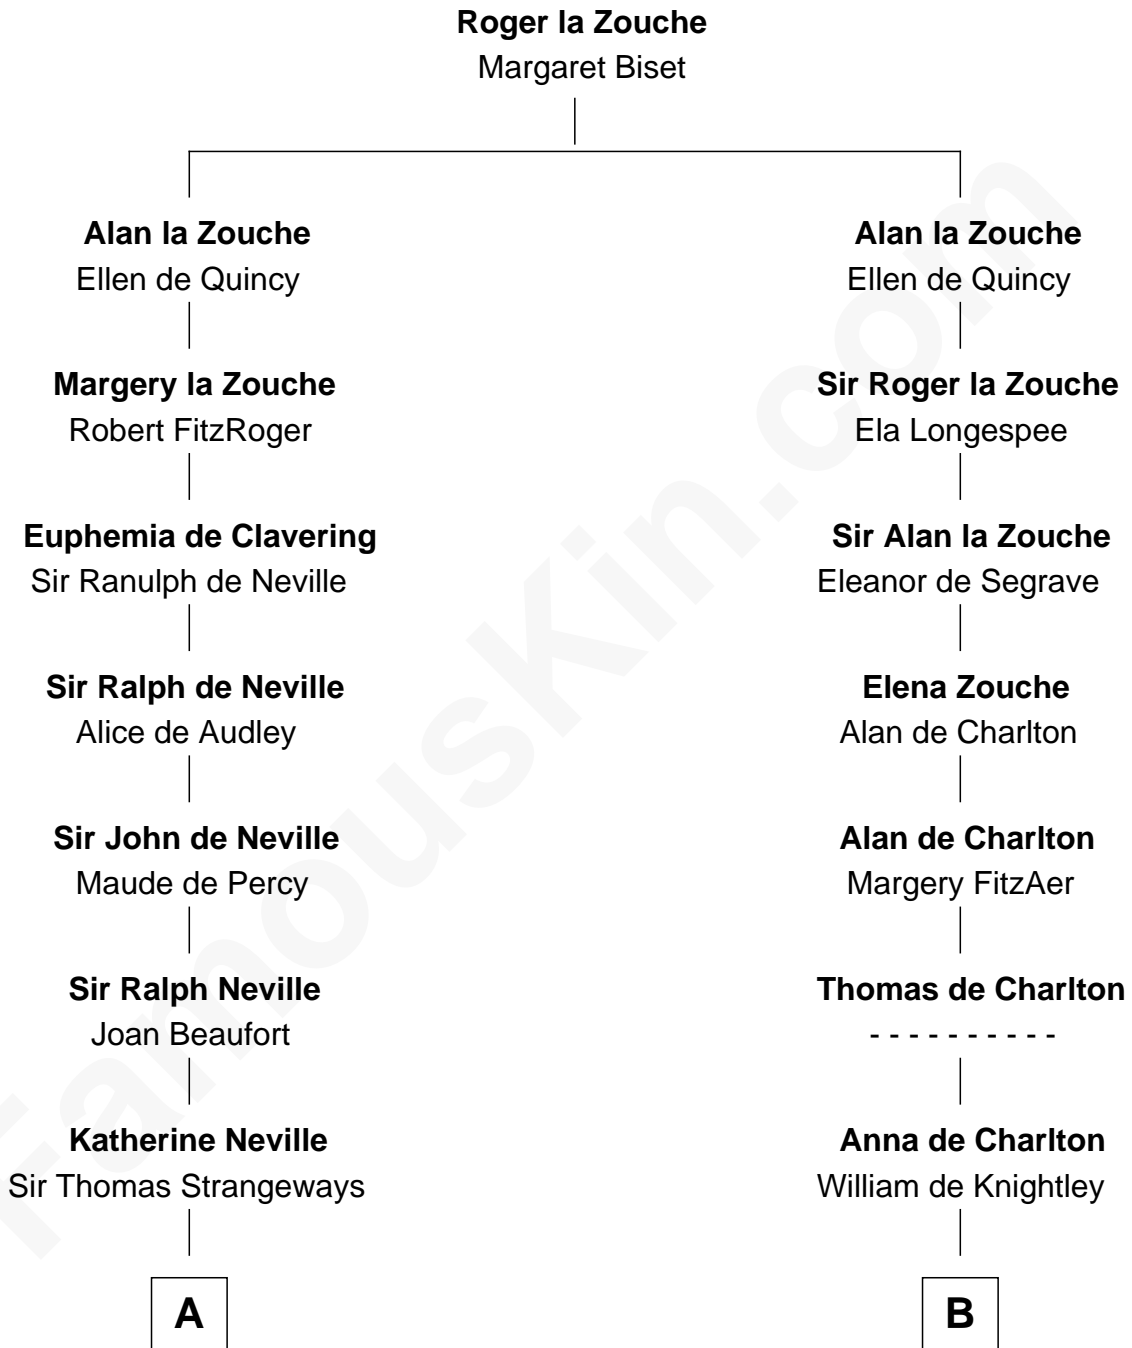 Roger la Zouche
Margaret Biset
Alan la Zouche
Ellen de Quincy
Alan la Zouche
Ellen de Quincy
Margery la Zouche
Robert FitzRoger
Sir Roger la Zouche
Ela Longespee
Euphemia de Clavering
Sir Ranulph de Neville
Sir Alan la Zouche
Eleanor de Segrave
Sir Ralph de Neville
Alice de Audley
Elena Zouche
Alan de Charlton
Sir John de Neville
Maude de Percy
Alan de Charlton
Margery FitzAer
Sir Ralph Neville
Joan Beaufort
Thomas de Charlton
- - - - - - - - - -
Katherine Neville
Sir Thomas Strangeways
Anna de Charlton
William de Knightley
A
B
FamousKin.com